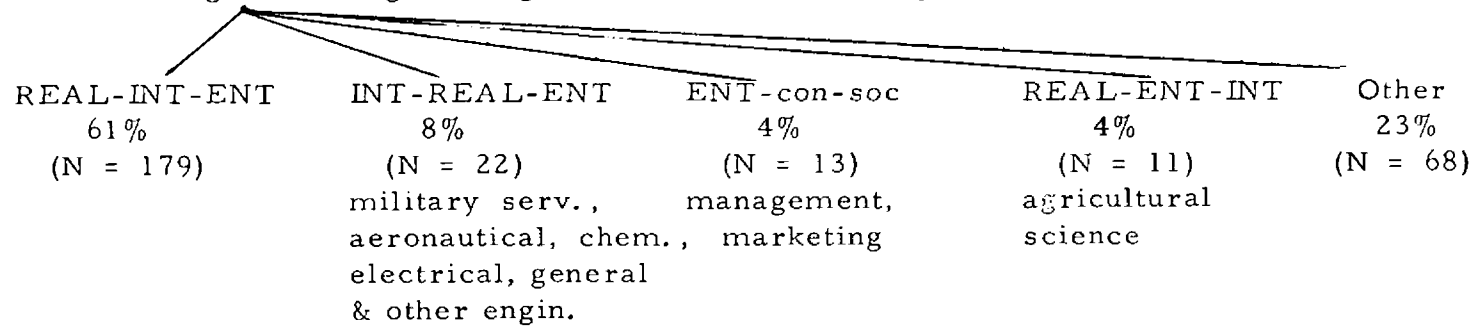 REAL-INT-ENT INT-REAL-ENT ENT-con-soc REAL-ENT-INT Other
61% 8% 4% 4% 23%
(N = 179) (N = 22) (N = 13) (N = 11) (N = 68)
military serv., management, agricultural
aeronautical, chem., marketing science
electrical, general
& other engin.